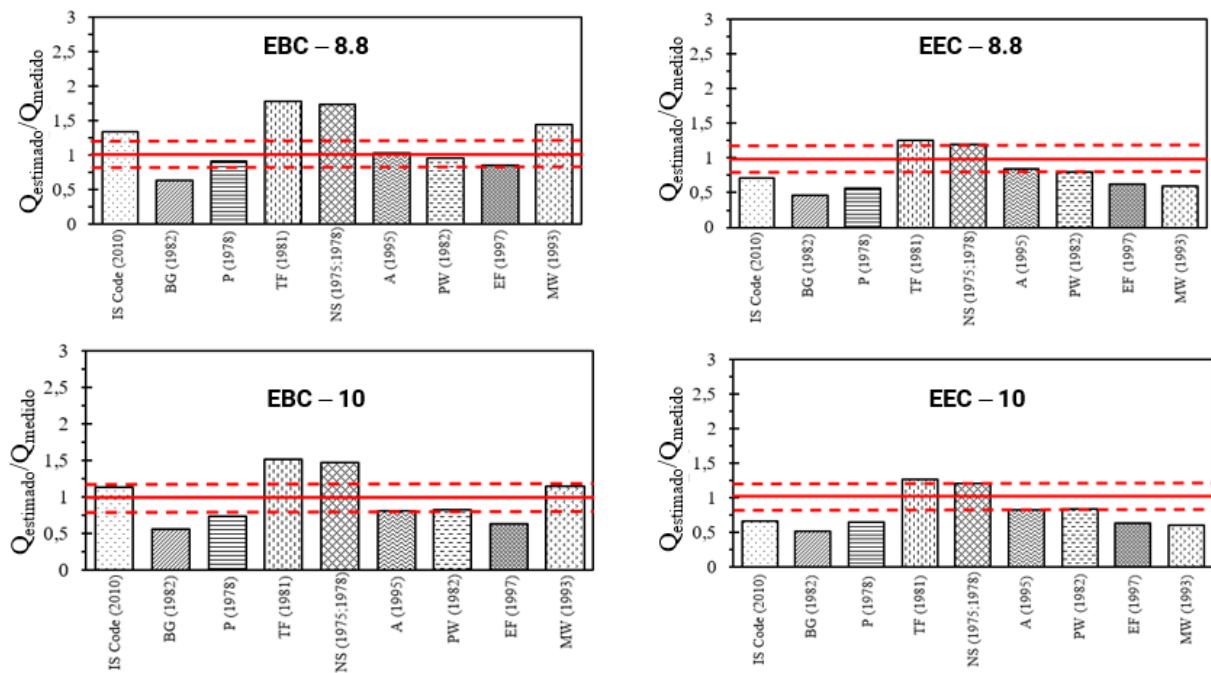 EBC – 8.8
Qestimado/Qmedido
3
2,5
2
1,5
1
0,5
0
IS Code (2010)
BG (1982)
P (1978)
TF (1981)
NS (1975;1978)
A (1995)
PW (1982)
EF (1997)
MW (1993)
EEC – 8.8
Qestimado/Qmedido
3
2,5
2
1,5
1
0,5
0
IS Code (2010)
BG (1982)
P (1978)
TF (1981)
NS (1975;1978)
A (1995)
PW (1982)
EF (1997)
MW (1993)
EBC – 10
Qestimado/Qmedido
3
2,5
2
1,5
1
0,5
0
IS Code (2010)
BG (1982)
P (1978)
TF (1981)
NS (1975;1978)
A (1995)
PW (1982)
EF (1997)
MW (1993)
EEC – 10
Qestimado/Qmedido
3
2,5
2
1,5
1
0,5
0
IS Code (2010)
BG (1982)
P (1978)
TF (1981)
NS (1975;1978)
A (1995)
PW (1982)
EF (1997)
MW (1993)